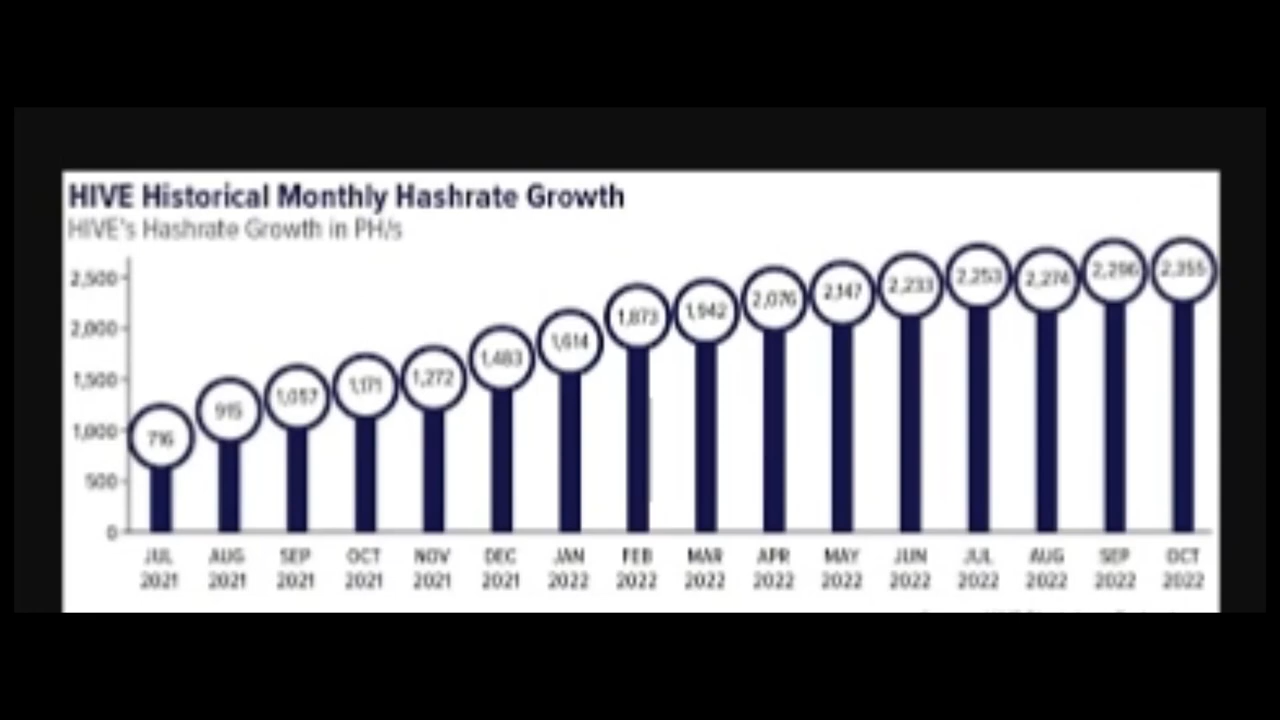 HIVE Historical Monthly Hashrate Growth
HIVE's Hashrate Growth in PH/s
2,500
2,000
1,500
1,000
500
0
716 915 1,057 1,171 1,272 1,483 1,614 1,873 1,942 2,076 2,147 2,233 2,253 2,274 2,296 2,355
JUL AUG SEP OCT NOV DEC JAN FEB MAR APR MAY JUN JUL AUG SEP OCT
2021 2021 2021 2021 2021 2021 2022 2022 2022 2022 2022 2022 2022 2022 2022 2022